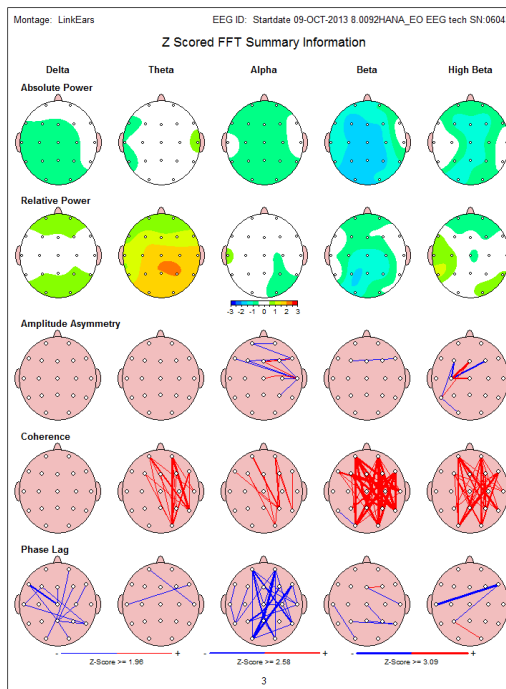 Montage: LinkEars EEG ID: Startdate 09-OCT-2013 8.0092HANA_EO EEG tech SN:0604
Z Scored FFT Summary Information
Delta Theta Alpha Beta High Beta
Absolute Power
Relative Power
-3 -2 -1 0 1 2 3
Amplitude Asymmetry
Coherence
Phase Lag
- + - + - +
Z-Score >= 1.96 Z-Score >= 2.58 Z-Score >= 3.09
3